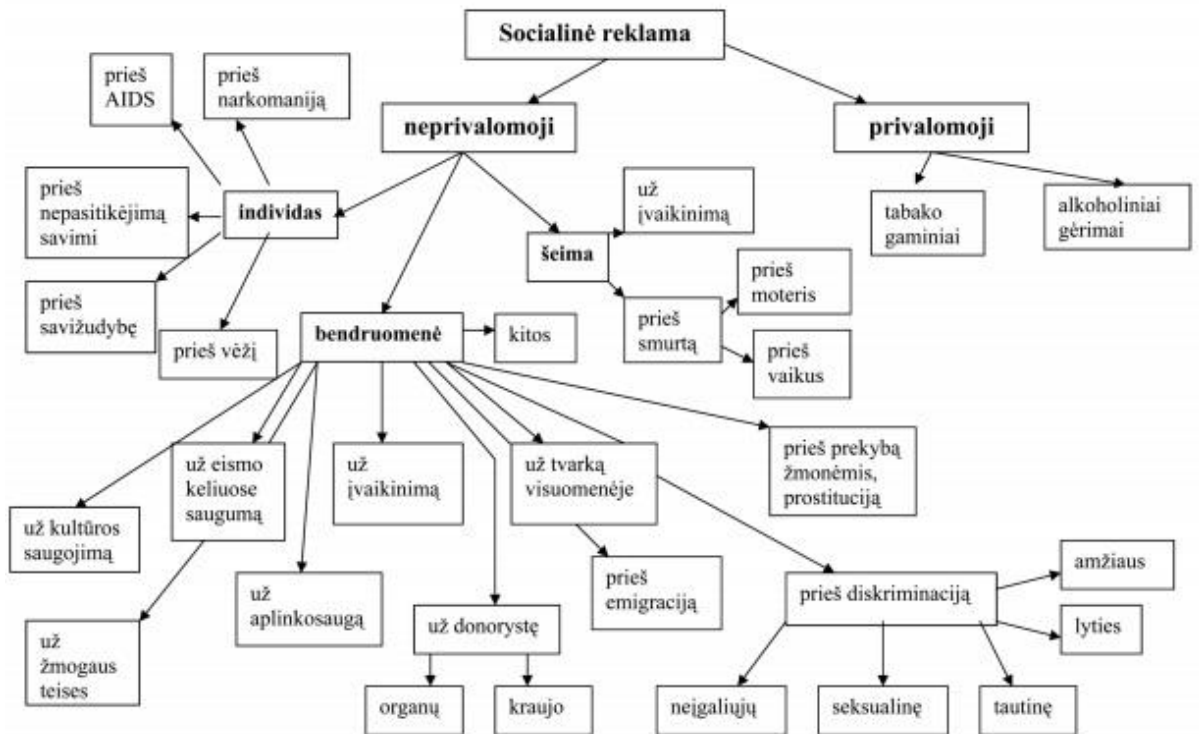 Socialinė reklama
prieš
AIDS
prieš
narkomaniją
neprivalomoji
privalomoji
prieš
nepasitikėjimą
savimi
individas
už
įvaikinimą
tabako
gaminiai
alkoholiniai
gėrimai
šeima
prieš
moteris
prieš
savižudybę
prieš vėžį
bendruomenė
kitos
prieš
smurtą
prieš
vaikus
už eismo
keliuose
saugumą
už
įvaikinimą
už tvarką
visuomenėje
prieš prekybą
žmonėmis,
prostituciją
už kultūros
saugojimą
už
aplinkosaugą
prieš
emigraciją
prieš diskriminaciją
amžiaus
lyties
už
žmogaus
teises
už donorystę
organų
kraujo
neįgaliųjų
seksualinę
tautinę